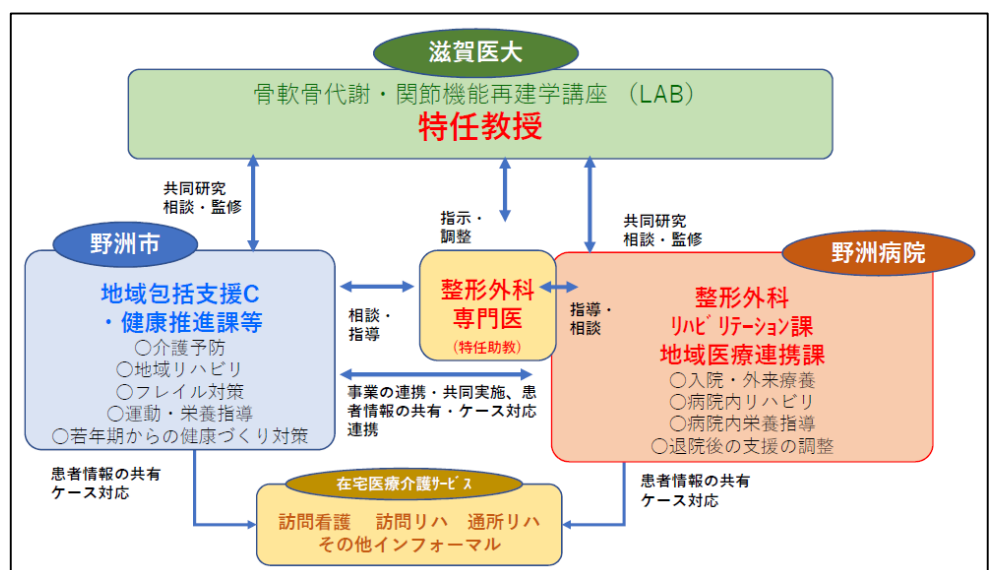 滋賀医大
骨軟骨代謝・関節機能再建学講座 (LAB)
特任教授
共同研究
相談・監修
指示・
調整
共同研究
相談・監修
野洲市
野洲病院
地域包括支援C
・健康推進課等
○介護予防
○地域リハビリ
○フレイル対策
○運動・栄養指導
○若年期からの健康づくり対策
相談・
指導
整形外科
専門医
(特任助教)
指導・
相談
整形外科
ﾘﾊﾋﾞﾘﾃｰｼｮﾝ課
地域医療連携課
○入院・外来療養
○病院内リハビリ
○病院内栄養指導
○退院後の支援の調整
事業の連携・共同実施、患
者情報の共有・ケース対応
連携
患者情報の共有
ケース対応
患者情報の共有
ケース対応
在宅医療介護ｻｰﾋﾞｽ
訪問看護 訪問リハ 通所リハ
その他インフォーマル